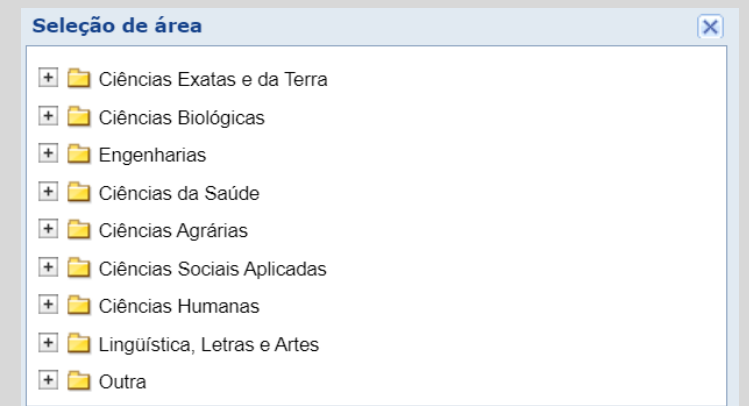 Seleção de área
Ciências Exatas e da Terra
Ciências Biológicas
Engenharias
Ciências da Saúde
Ciências Agrárias
Ciências Sociais Aplicadas
Ciências Humanas
Lingüística, Letras e Artes
Outra